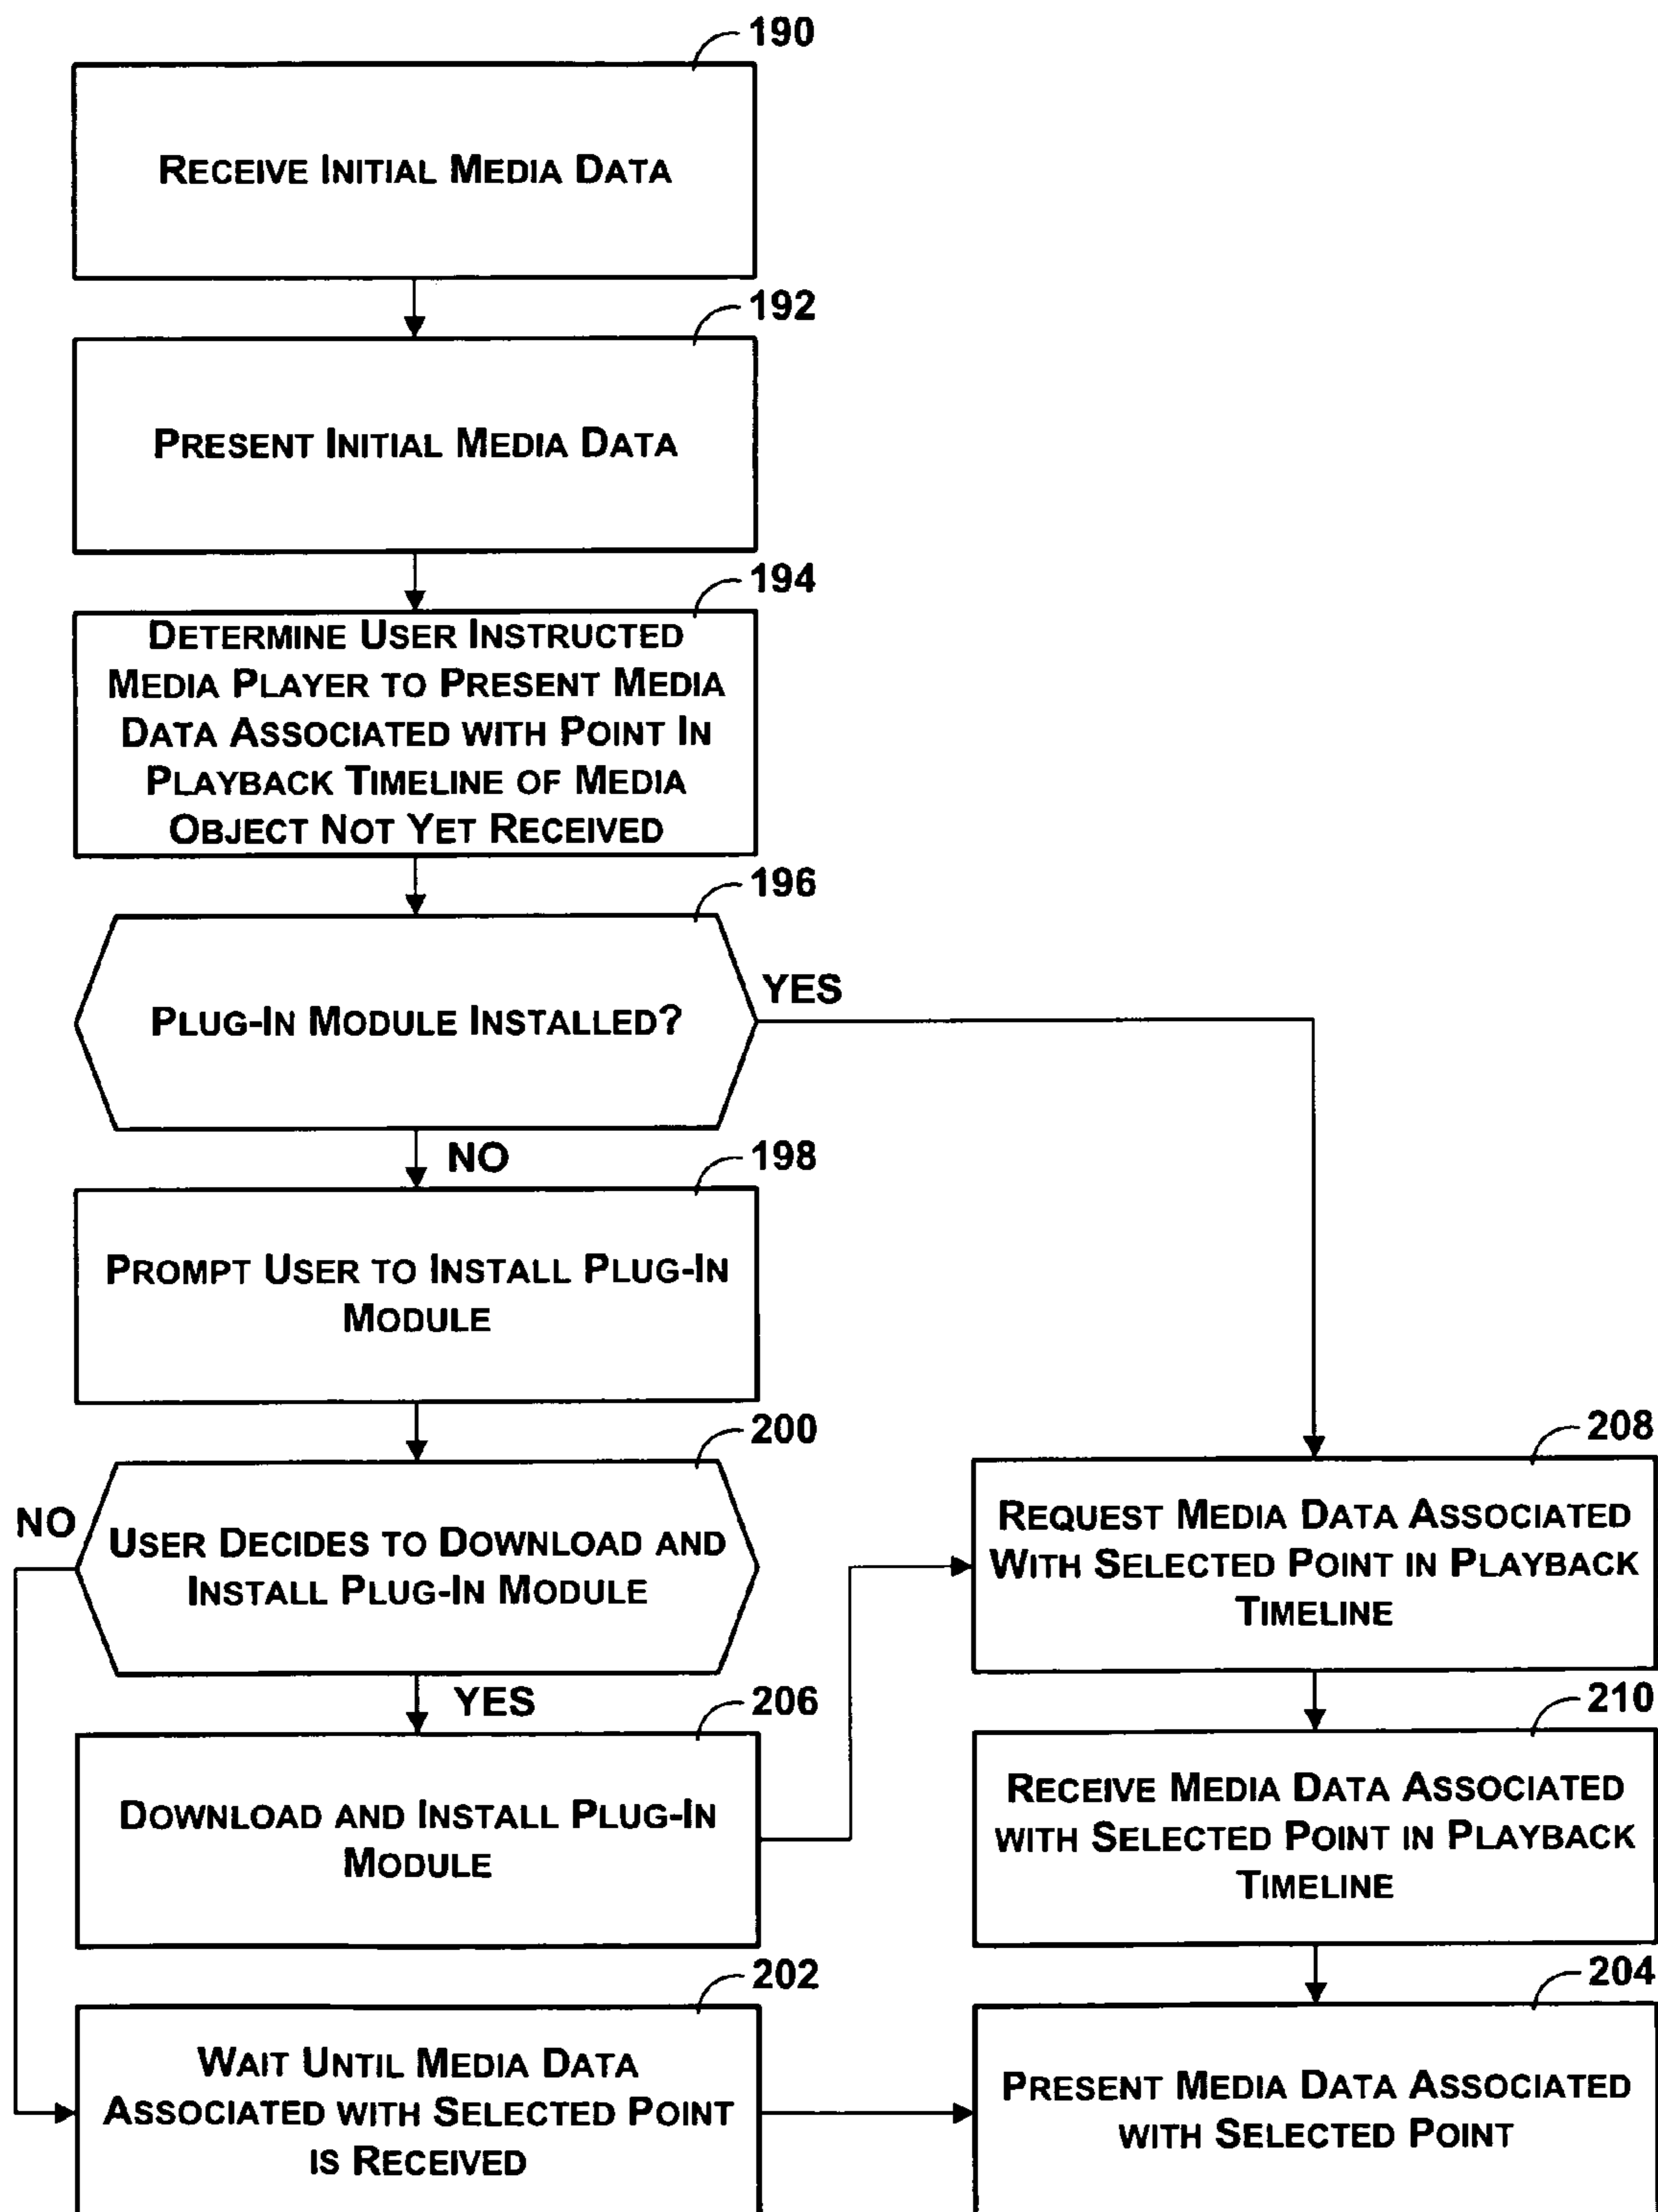 190
RECEIVE INITIAL MEDIA DATA
192
PRESENT INITIAL MEDIA DATA
194
DETERMINE USER INSTRUCTED
MEDIA PLAYER TO PRESENT MEDIA
DATA ASSOCIATED WITH POINT IN
PLAYBACK TIMELINE OF MEDIA
OBJECT NOT YET RECEIVED
196
PLUG-IN MODULE INSTALLED?
YES
NO
198
PROMPT USER TO INSTALL PLUG-IN
MODULE
200
NO
USER DECIDES TO DOWNLOAD AND
INSTALL PLUG-IN MODULE
YES
206
DOWNLOAD AND INSTALL PLUG-IN
MODULE
202
WAIT UNTIL MEDIA DATA
ASSOCIATED WITH SELECTED POINT
IS RECEIVED
208
REQUEST MEDIA DATA ASSOCIATED
WITH SELECTED POINT IN PLAYBACK
TIMELINE
210
RECEIVE MEDIA DATA ASSOCIATED
WITH SELECTED POINT IN PLAYBACK
TIMELINE
204
PRESENT MEDIA DATA ASSOCIATED
WITH SELECTED POINT